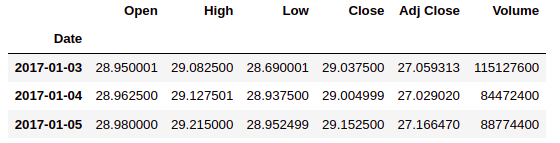 Open High Low Close Adj Close Volume
Date
2017-01-03 28.950001 29.082500 28.690001 29.037500 27.059313 115127600
2017-01-04 28.962500 29.127501 28.937500 29.004999 27.029020 84472400
2017-01-05 28.980000 29.215000 28.952499 29.152500 27.166470 88774400